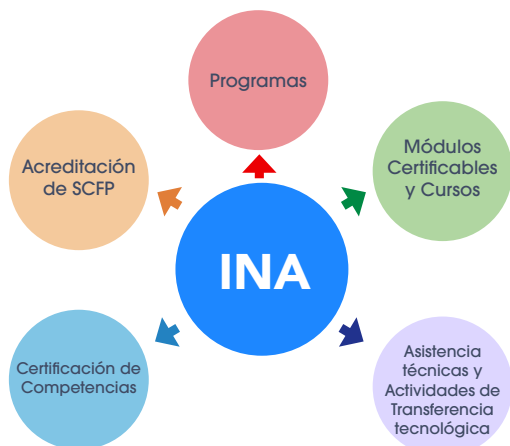 Programas
Acreditación
de SCFP
Módulos
Certificables
y Cursos
INA
Certificación de
Competencias
Asistencia
técnicas y
Actividades de
Transferencia
tecnológica